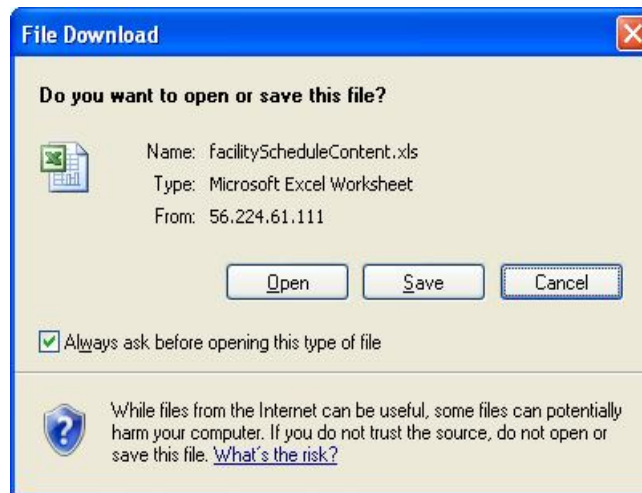 File Download
Do you want to open or save this file?
Name: facilityScheduleContent.xls
Type: Microsoft Excel Worksheet
From: 56.224.61.111
Open Save Cancel
Always ask before opening this type of file
While files from the Internet can be useful, some files can potentially
harm your computer. If you do not trust the source, do not open or
save this file. What's the risk?